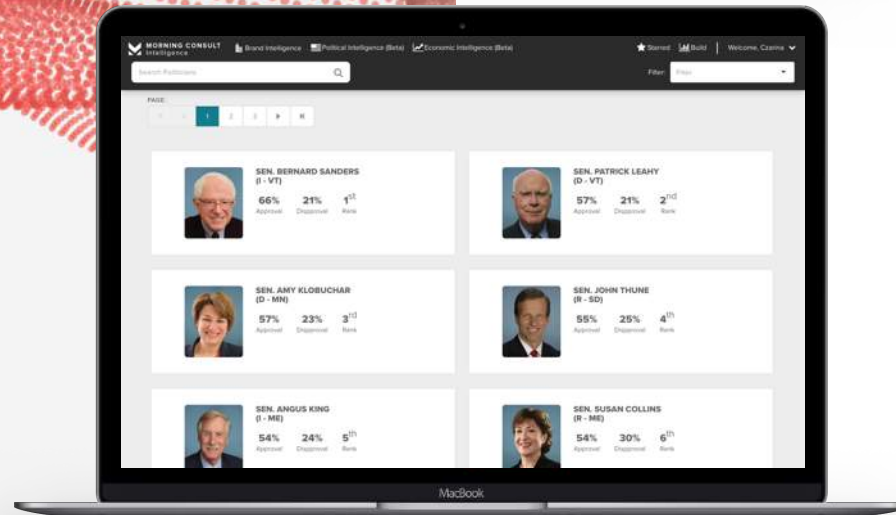 MORNING CONSULT
Intelligence
Brand Intelligence
Political Intelligence (Beta)
Economic Intelligence (Beta)
Starred
Build
Welcome, Czarina
Search Politicians
Filter:
Filter
PAGE:
1 2 3
SEN. BERNARD SANDERS
(I - VT)
66% 21% 1st
Approval Disapproval Rank
SEN. PATRICK LEAHY
(D - VT)
57% 21% 2nd
Approval Disapproval Rank
SEN. AMY KLOBUCHAR
(D - MN)
57% 23% 3rd
Approval Disapproval Rank
SEN. JOHN THUNE
(R - SD)
55% 25% 4th
Approval Disapproval Rank
SEN. ANGUS KING
(I - ME)
54% 24% 5th
Approval Disapproval Rank
SEN. SUSAN COLLINS
(R - ME)
54% 30% 6th
Approval Disapproval Rank
MacBook